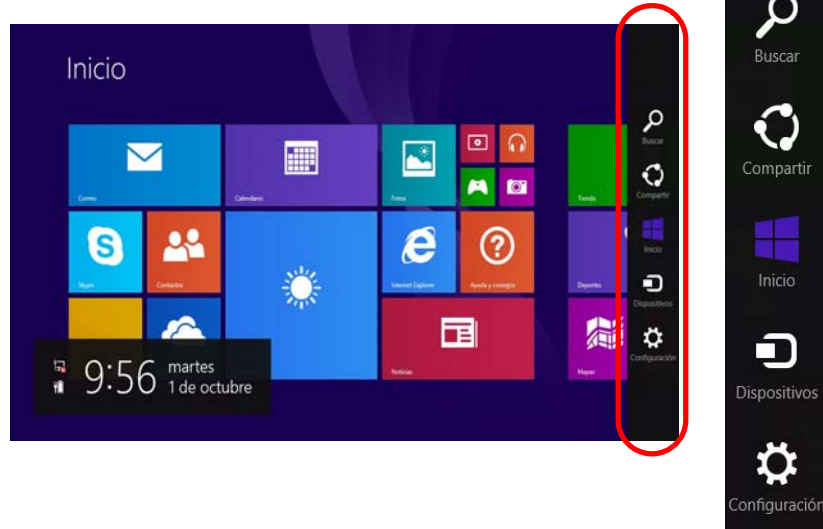 Inicio
Correo
Calendario
Fotos
Tienda
Skype
Contactos
Internet Explorer
Ayuda y consejos
Deportes
Noticias
Mapas
9:56
martes
1 de octubre
Buscar
Compartir
Inicio
Dispositivos
Configuración
Buscar
Compartir
Inicio
Dispositivos
Configuración